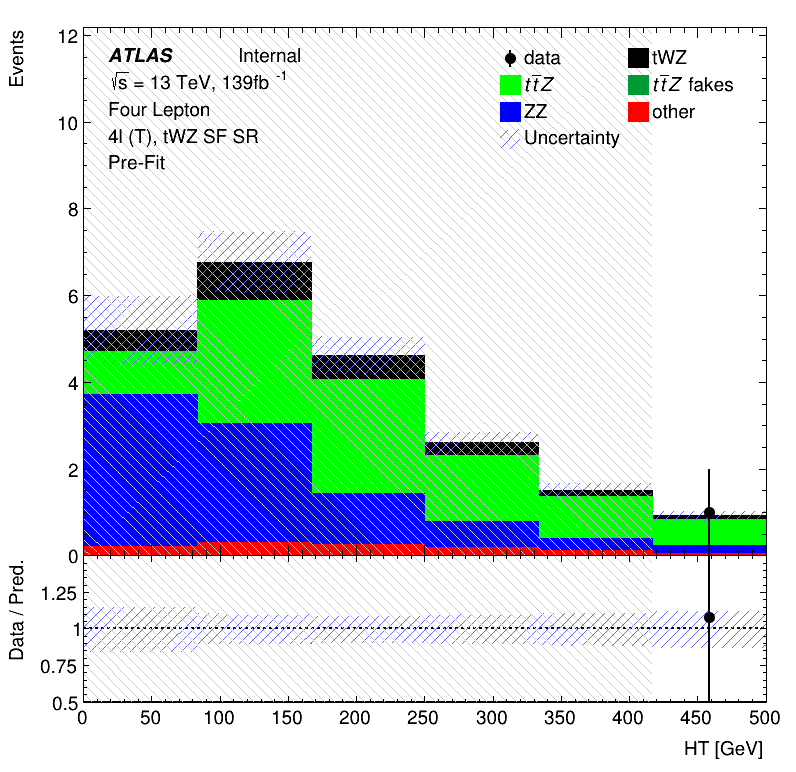 Events
12
10
8
6
4
2
0
ATLAS Internal
√s = 13 TeV, 139fb -1
Four Lepton
4l (T), tWZ SF SR
Pre-Fit
data
tWZ
tt̄Z
tt̄Z fakes
ZZ
other
Uncertainty
Data / Pred.
1.25
1
0.75
0.5
0 50 100 150 200 250 300 350 400 450 500
HT [GeV]